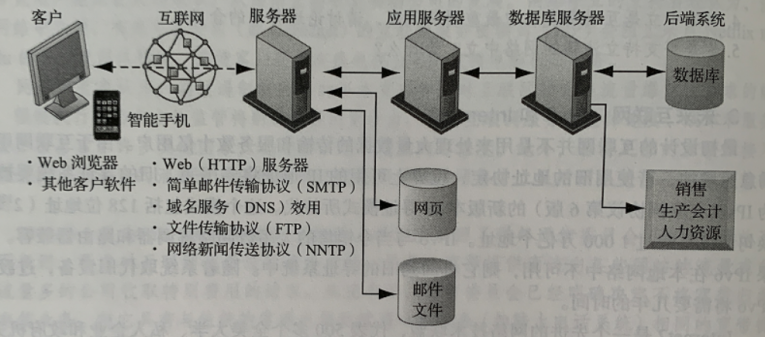 客户
互联网
服务器
应用服务器
数据库服务器
后端系统
数据库
智能手机
· Web 浏览器
· 其他客户软件
· Web（HTTP）服务器
· 简单邮件传输协议（SMTP）
· 域名服务（DNS）效用
· 文件传输协议（FTP）
· 网络新闻传送协议（NNTP）
网页
邮件
文件
销售
生产会计
人力资源